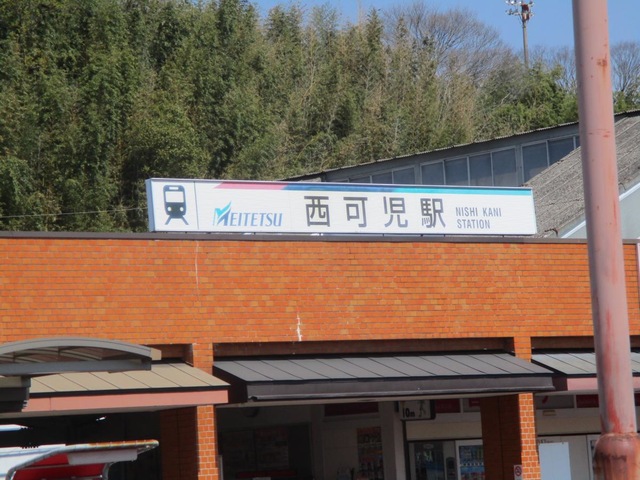 MEITETSU 西可児駅 NISHI KANI
STATION